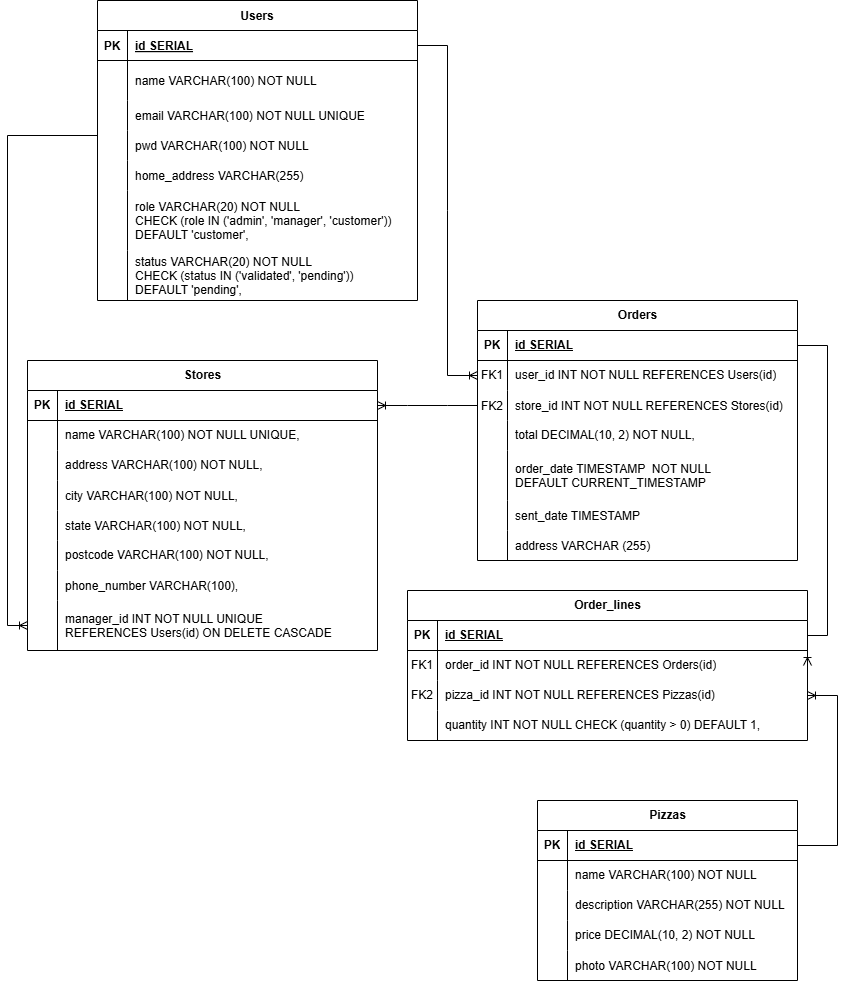 Users
PK id SERIAL
name VARCHAR(100) NOT NULL
email VARCHAR(100) NOT NULL UNIQUE
pwd VARCHAR(100) NOT NULL
home_address VARCHAR(255)
role VARCHAR(20) NOT NULL
CHECK (role IN ('admin', 'manager', 'customer'))
DEFAULT 'customer',
status VARCHAR(20) NOT NULL
CHECK (status IN ('validated', 'pending'))
DEFAULT 'pending',
Orders
PK id SERIAL
FK1 user_id INT NOT NULL REFERENCES Users(id)
FK2 store_id INT NOT NULL REFERENCES Stores(id)
total DECIMAL(10, 2) NOT NULL,
order_date TIMESTAMP  NOT NULL
DEFAULT CURRENT_TIMESTAMP
sent_date TIMESTAMP
address VARCHAR (255)
Stores
PK id SERIAL
name VARCHAR(100) NOT NULL UNIQUE,
address VARCHAR(100) NOT NULL,
city VARCHAR(100) NOT NULL,
state VARCHAR(100) NOT NULL,
postcode VARCHAR(100) NOT NULL,
phone_number VARCHAR(100),
manager_id INT NOT NULL UNIQUE
REFERENCES Users(id) ON DELETE CASCADE
Order_lines
PK id SERIAL
FK1 order_id INT NOT NULL REFERENCES Orders(id)
FK2 pizza_id INT NOT NULL REFERENCES Pizzas(id)
quantity INT NOT NULL CHECK (quantity > 0) DEFAULT 1,
Pizzas
PK id SERIAL
name VARCHAR(100) NOT NULL
description VARCHAR(255) NOT NULL
price DECIMAL(10, 2) NOT NULL
photo VARCHAR(100) NOT NULL